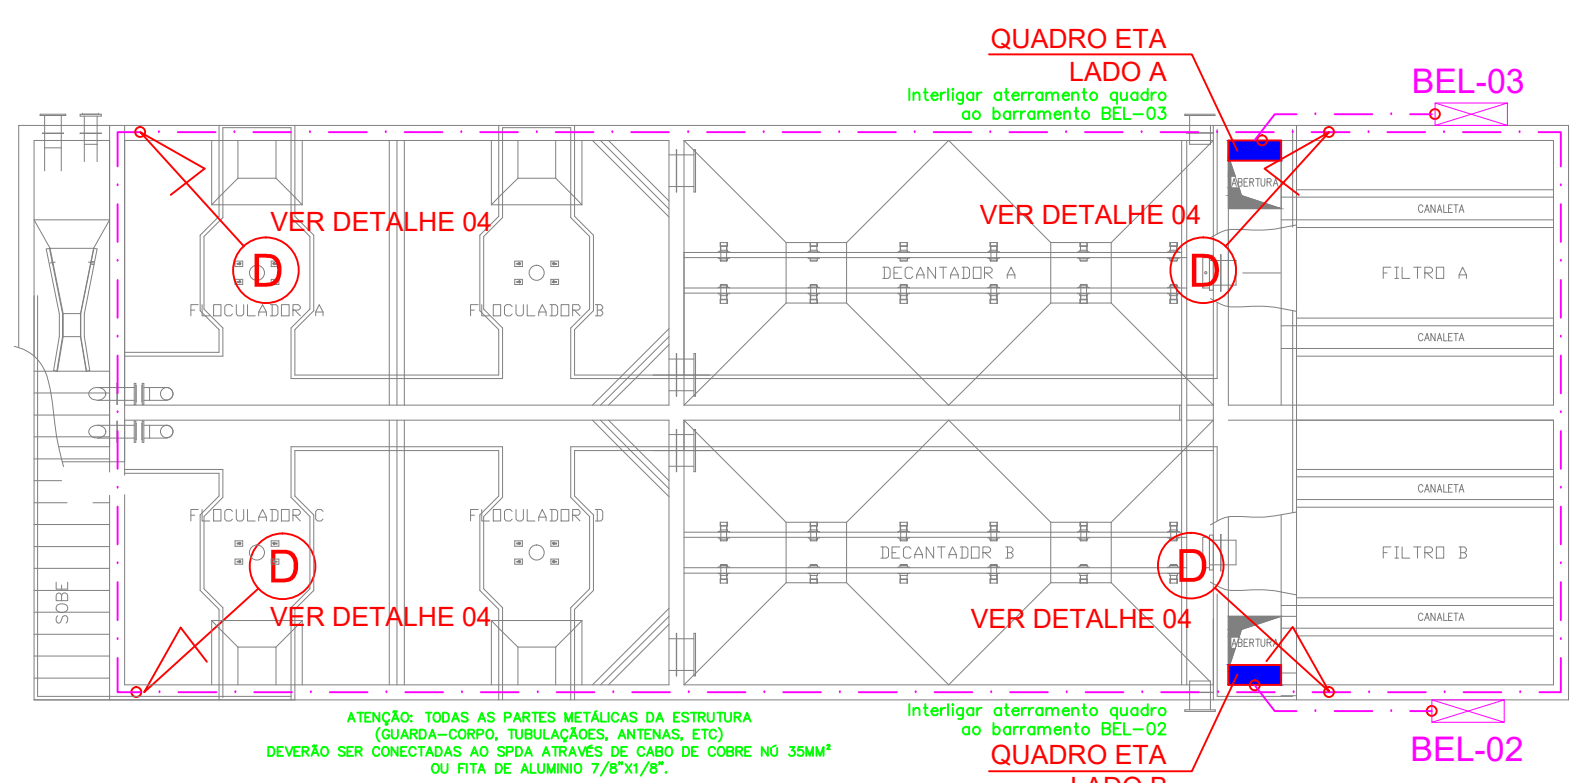 QUADRO ETA
LADO A
Interligar aterramento quadro
ao barramento BEL-03
BEL-03
ABERTURA
VER DETALHE 04
VER DETALHE 04
CANALETA
D
D
DECANTADOR A
FILTRO A
FLOCULADOR A
FLOCULADOR B
CANALETA
CANALETA
FLOCULADOR C
FLOCULADOR D
D
D
DECANTADOR B
FILTRO B
SOBE
VER DETALHE 04
VER DETALHE 04
CANALETA
ABERTURA
Interligar aterramento quadro
ao barramento BEL-02
QUADRO ETA
LADO B
BEL-02
ATENÇÃO: TODAS AS PARTES METÁLICAS DA ESTRUTURA
(GUARDA-CORPO, TUBULAÇÃOES, ANTENAS, ETC)
DEVERÃO SER CONECTADAS AO SPDA ATRAVÉS DE CABO DE COBRE NÚ 35MM²
OU FITA DE ALUMINIO 7/8"X1/8".